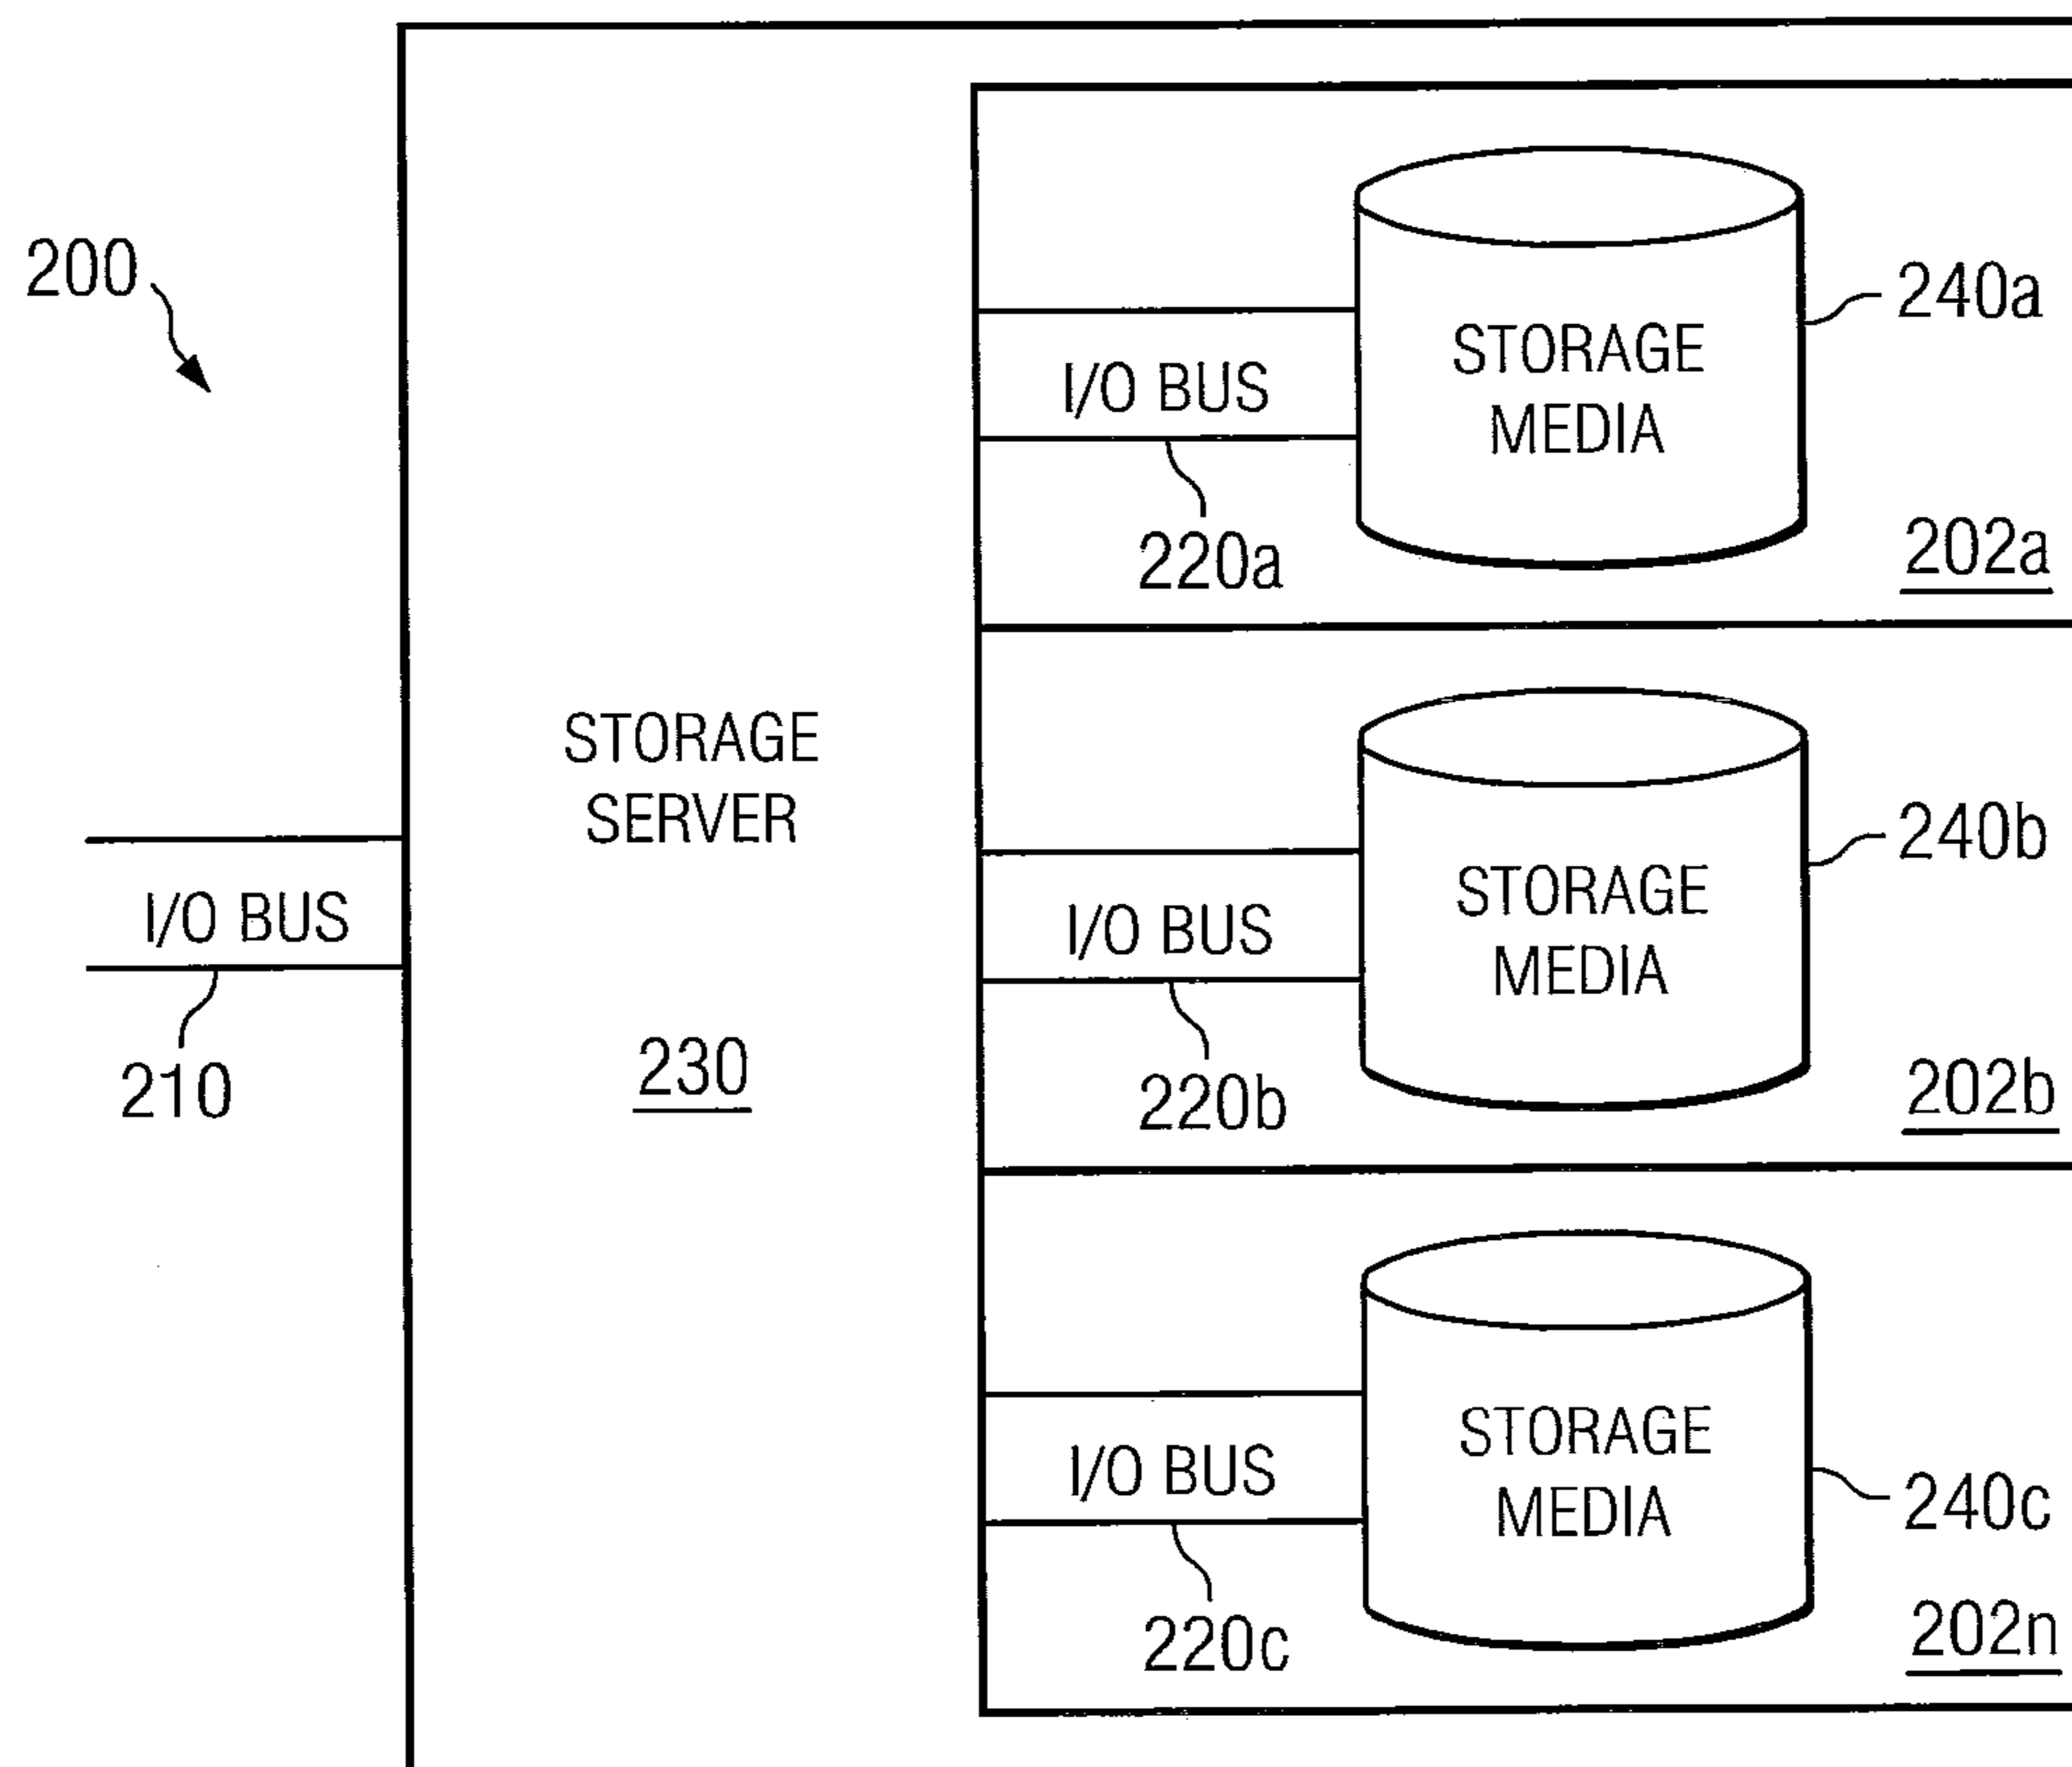 200
STORAGE
SERVER
230
I/O BUS
210
I/O BUS
220a
STORAGE
MEDIA
240a
202a
I/O BUS
220b
STORAGE
MEDIA
240b
202b
I/O BUS
220c
STORAGE
MEDIA
240c
202n